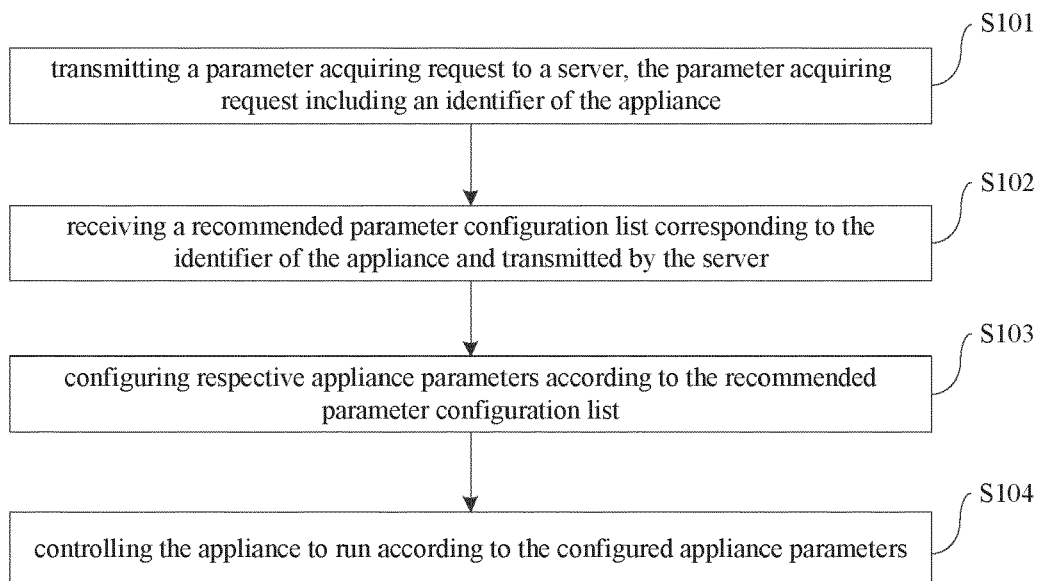 S101
transmitting a parameter acquiring request to a server, the parameter acquiring
request including an identifier of the appliance
S102
receiving a recommended parameter configuration list corresponding to the
identifier of the appliance and transmitted by the server
S103
configuring respective appliance parameters according to the recommended
parameter configuration list
S104
controlling the appliance to run according to the configured appliance parameters